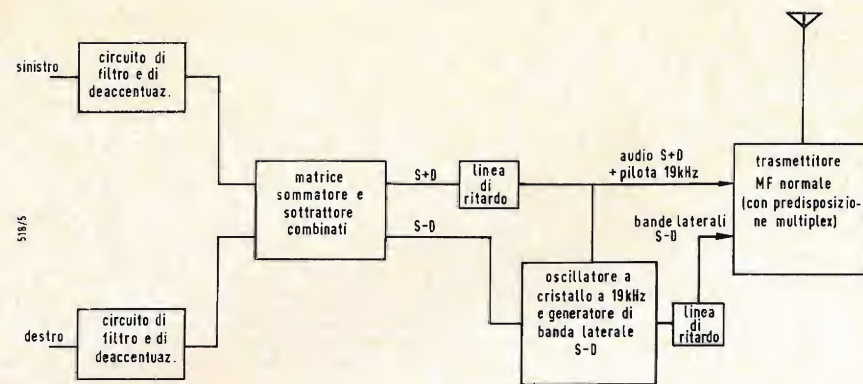 sinistro
circuito di
filtro e di
deaccentuaz.
matrice
sommatore e
sottrattore
combinati
S+D
S-D
linea
di
ritardo
audio S+D
+ pilota 19kHz
bande laterali
S-D
trasmettitore
MF normale
(con predisposizio-
ne multiplex)
518/5
destro
circuito di
filtro e di
deaccentuaz.
oscillatore a
cristallo a 19kHz
e generatore di
banda laterale
S-D
linea
di
ritardo